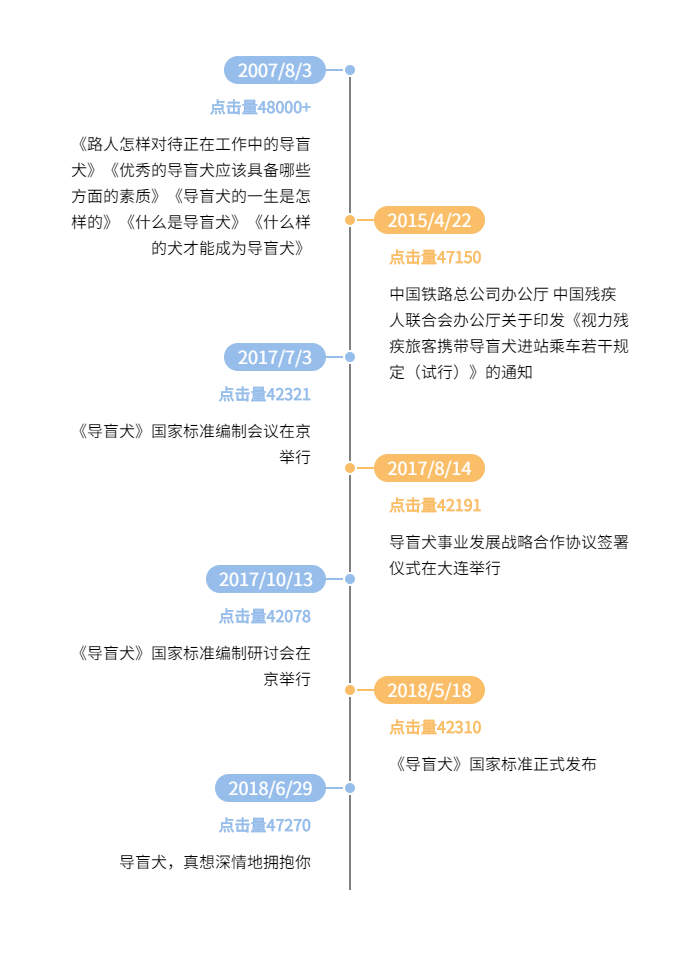 2007/8/3
点击量48000+
《路人怎样对待正在工作中的导盲
犬》《优秀的导盲犬应该具备哪些
方面的素质》《导盲犬的一生是怎
样的》《什么是导盲犬》《什么样
的犬才能成为导盲犬》
2015/4/22
点击量47150
中国铁路总公司办公厅 中国残疾
人联合会办公厅关于印发《视力残
疾旅客携带导盲犬进站乘车若干规
定（试行）》的通知
2017/7/3
点击量42321
《导盲犬》国家标准编制会议在京
举行
2017/8/14
点击量42191
导盲犬事业发展战略合作协议签署
仪式在大连举行
2017/10/13
点击量42078
《导盲犬》国家标准编制研讨会在
京举行
2018/5/18
点击量42310
《导盲犬》国家标准正式发布
2018/6/29
点击量47270
导盲犬，真想深情地拥抱你